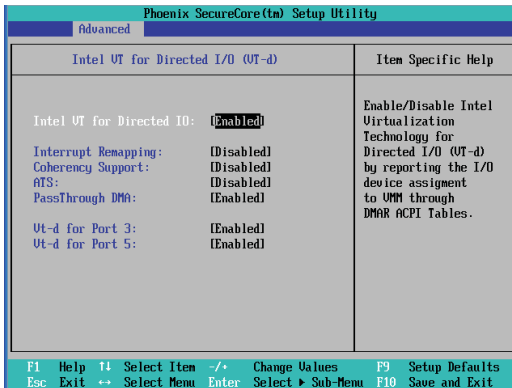 Phoenix SecureCore(tm) Setup Utility
Advanced
Intel VT for Directed I/O (VT-d)
Item Specific Help
Intel VT for Directed IO: [Enabled]
Interrupt Remapping: [Disabled]
Coherency Support: [Disabled]
ATS: [Disabled]
PassThrough DMA: [Enabled]
Vt-d for Port 3: [Enabled]
Vt-d for Port 5: [Enabled]
Enable/Disable Intel
Virtualization
Technology for
Directed I/O (VT-d)
by reporting the I/O
device assigment
to VMM through
DMAR ACPI Tables.
F1 Help ↑↓ Select Item -/+ Change Values F9 Setup Defaults
Esc Exit ↔ Select Menu Enter Select ▶ Sub-Menu F10 Save and Exit